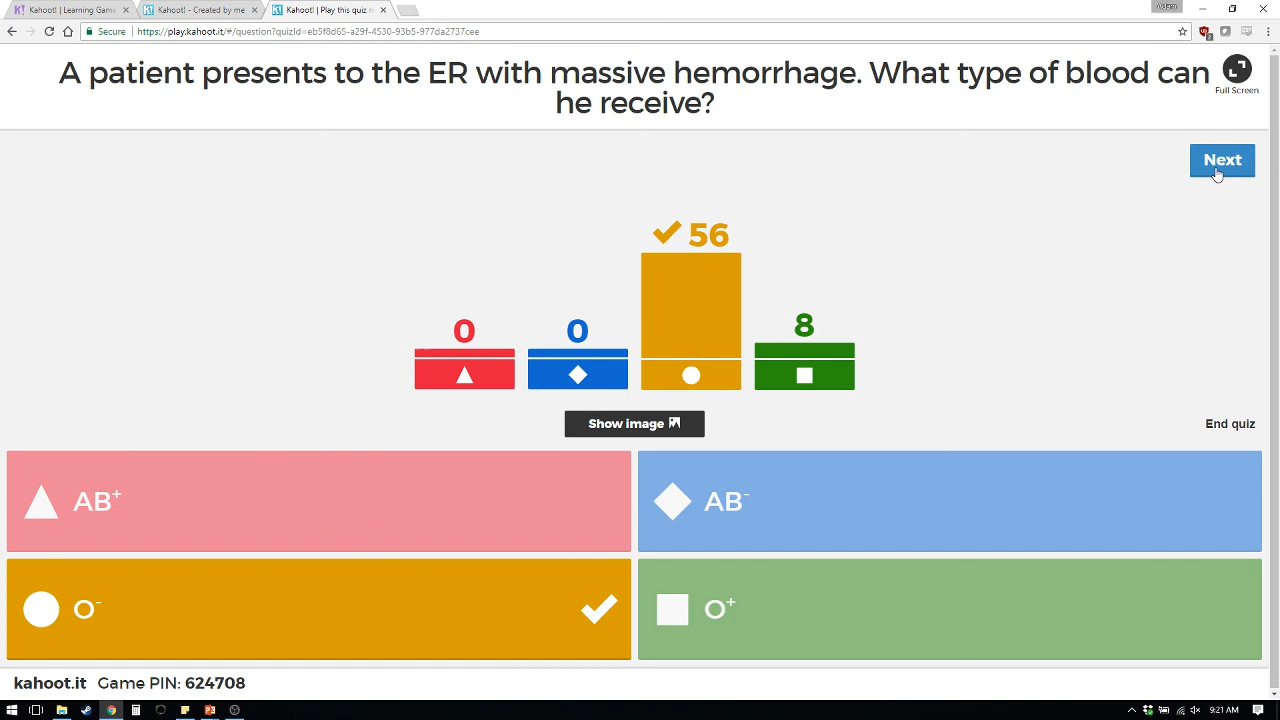 Kahoot! | Learning Game
Kahoot! - Created by me
Kahoot! | Play this quiz n
Adam
Secure
https://play.kahoot.it/#/question?quizId=eb5f8d65-a29f-4530-93b5-977da2737cee
A patient presents to the ER with massive hemorrhage. What type of blood can
he receive?
Full Screen
Next
56
0
0
8
Show image
End quiz
AB+
AB-
O-
O+
kahoot.it Game PIN: 624708
9:21 AM